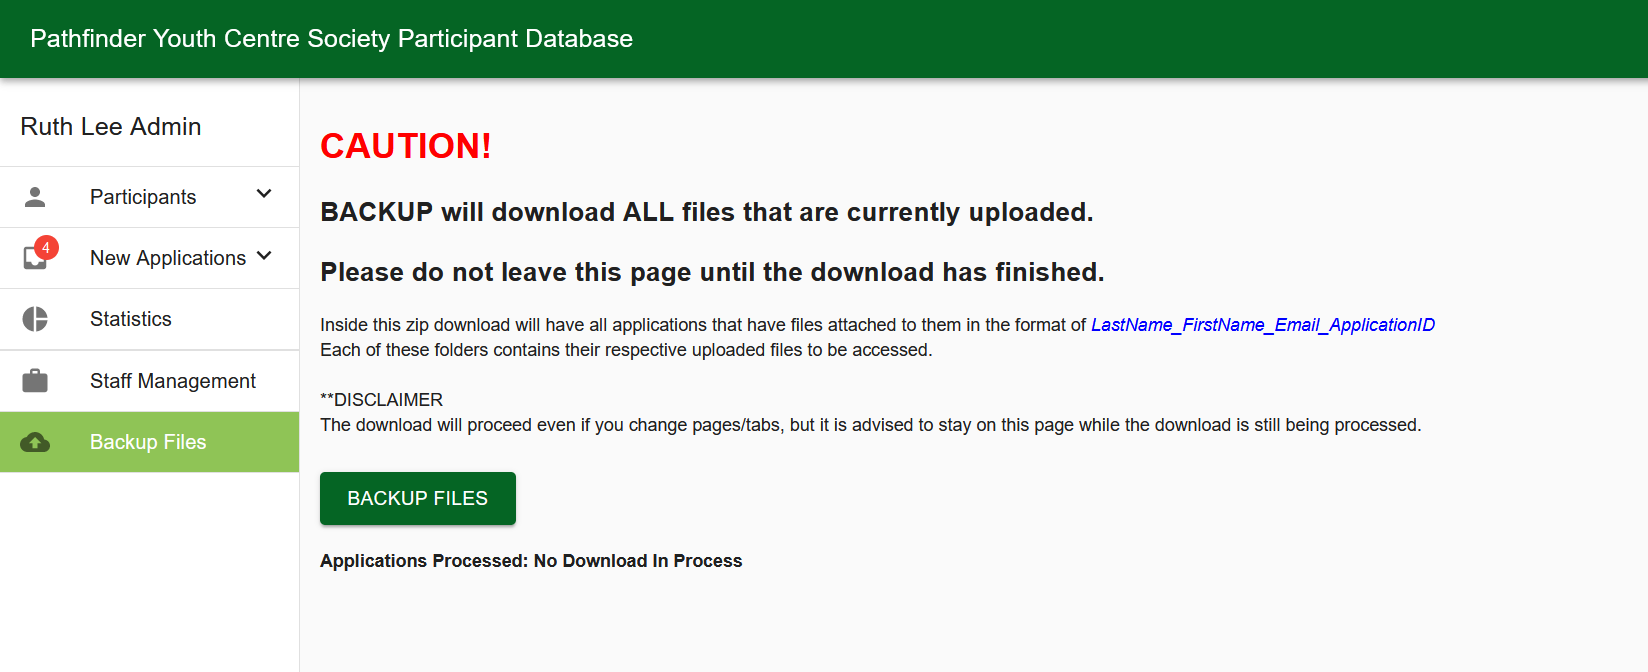 Pathfinder Youth Centre Society Participant Database
Ruth Lee Admin
Participants
4
New Applications
Statistics
Staff Management
Backup Files
CAUTION!
BACKUP will download ALL files that are currently uploaded.
Please do not leave this page until the download has finished.
Inside this zip download will have all applications that have files attached to them in the format of LastName_FirstName_Email_ApplicationID
Each of these folders contains their respective uploaded files to be accessed.
**DISCLAIMER
The download will proceed even if you change pages/tabs, but it is advised to stay on this page while the download is still being processed.
BACKUP FILES
Applications Processed: No Download In Process